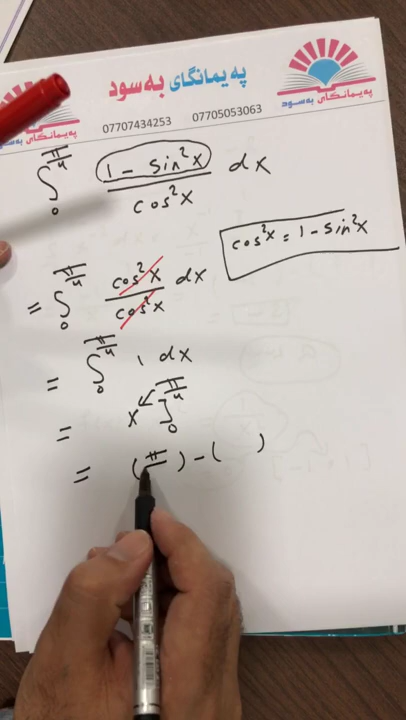 پەیمانگای بەسود
07707434253 07705053063
پەیمانگای بەسود
∫₀^(π/4) (1 - sin²x)/(cos²x) dx
cos²x = 1 - sin²x
= ∫₀^(π/4) (cos²x)/(cos²x) dx
= ∫₀^(π/4) 1 dx
= x ]₀^(π/4)
= (π ) - ( )